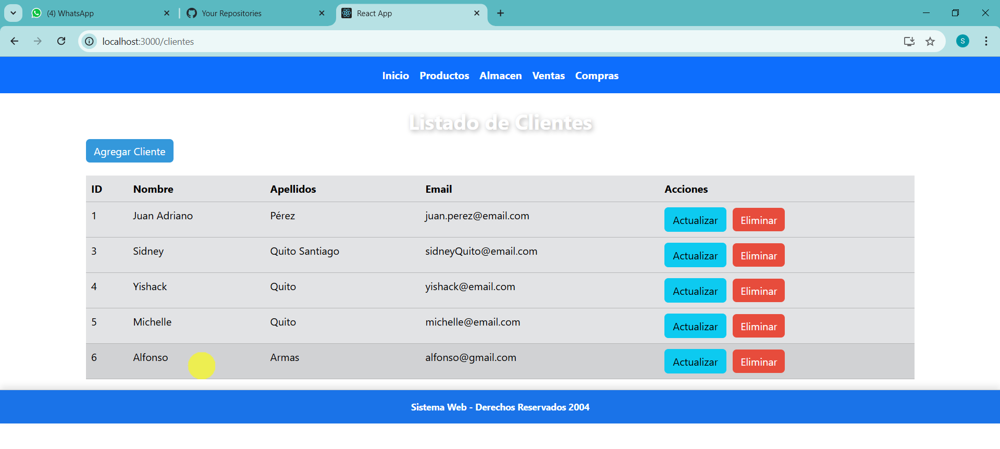 (4) WhatsApp
Your Repositories
React App
localhost:3000/clientes
S
Inicio Productos Almacen Ventas Compras
Listado de Clientes
Agregar Cliente
ID Nombre Apellidos Email Acciones
1 Juan Adriano Pérez juan.perez@email.com Actualizar Eliminar
3 Sidney Quito Santiago sidneyQuito@email.com Actualizar Eliminar
4 Yishack Quito yishack@email.com Actualizar Eliminar
5 Michelle Quito michelle@email.com Actualizar Eliminar
6 Alfonso Armas alfonso@gmail.com Actualizar Eliminar
Sistema Web - Derechos Reservados 2004